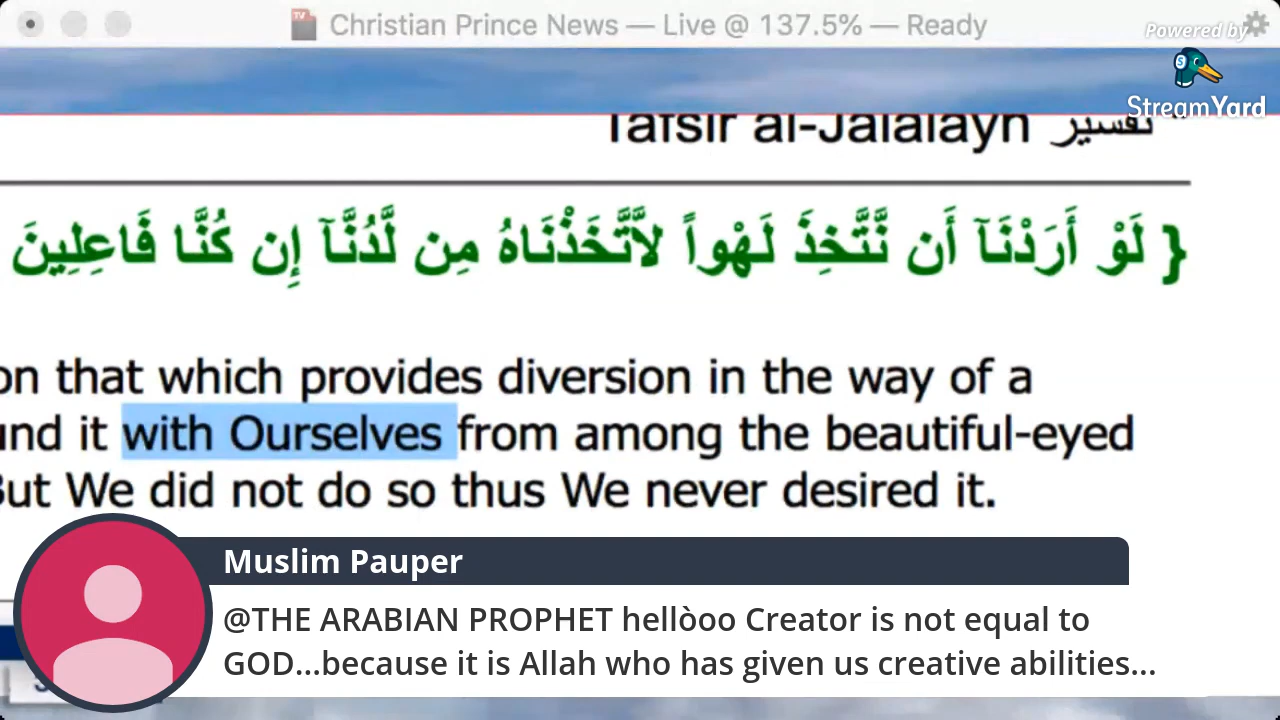 Christian Prince News — Live @ 137.5% — Ready
Powered by
StreamYard
Tafsir al-Jalalayn تفسير "
{ لَوْ أَرَدْنَآ أَن نَّتَّخِذَ لَهْواً لاَّتَّخَذْنَاهُ مِن لَّدُنَّآ إِن كُنَّا فَاعِلِينَ
on that which provides diversion in the way of a
und it with Ourselves from among the beautiful-eyed
But We did not do so thus We never desired it.
Muslim Pauper
@THE ARABIAN PROPHET hellòoo Creator is not equal to
GOD...because it is Allah who has given us creative abilities...